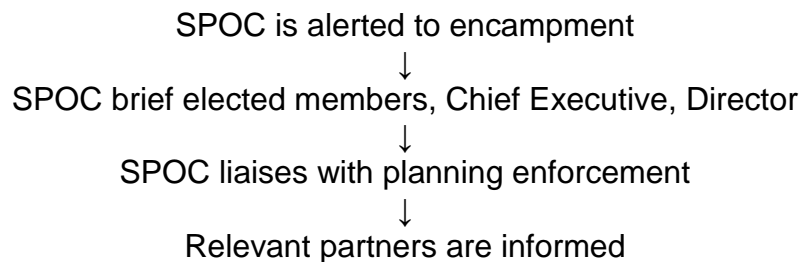 SPOC is alerted to encampment
↓
SPOC brief elected members, Chief Executive, Director
↓
SPOC liaises with planning enforcement
↓
Relevant partners are informed